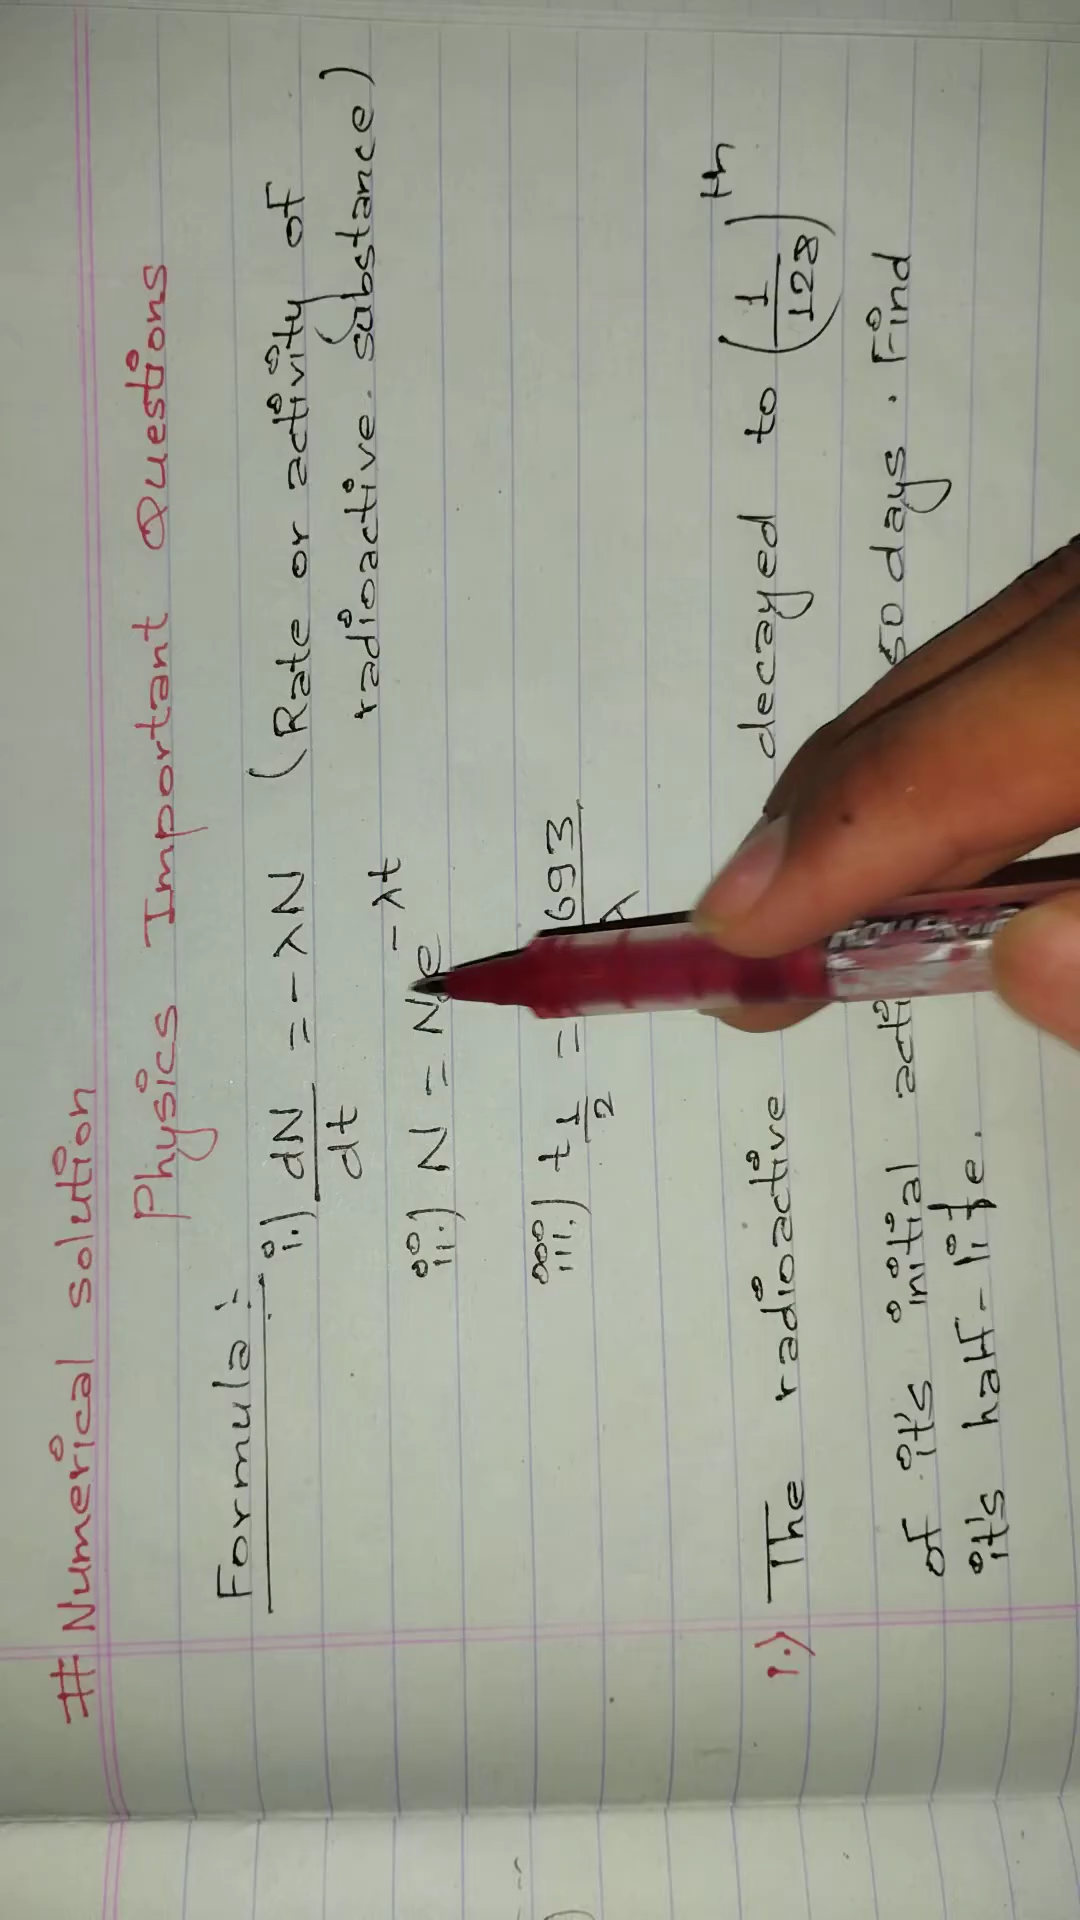 # Numerical solution
Physics Important Questions
Formula :- i.) dN/dt = -λN (Rate or activity of
radioactive substance)
ii.) N = N₀e^-λt
iii.) t 1/2 = 693/λ
1.) The radioactive decayed to (1/128)th
of it's initial acti 50 days. Find
it's half-life.